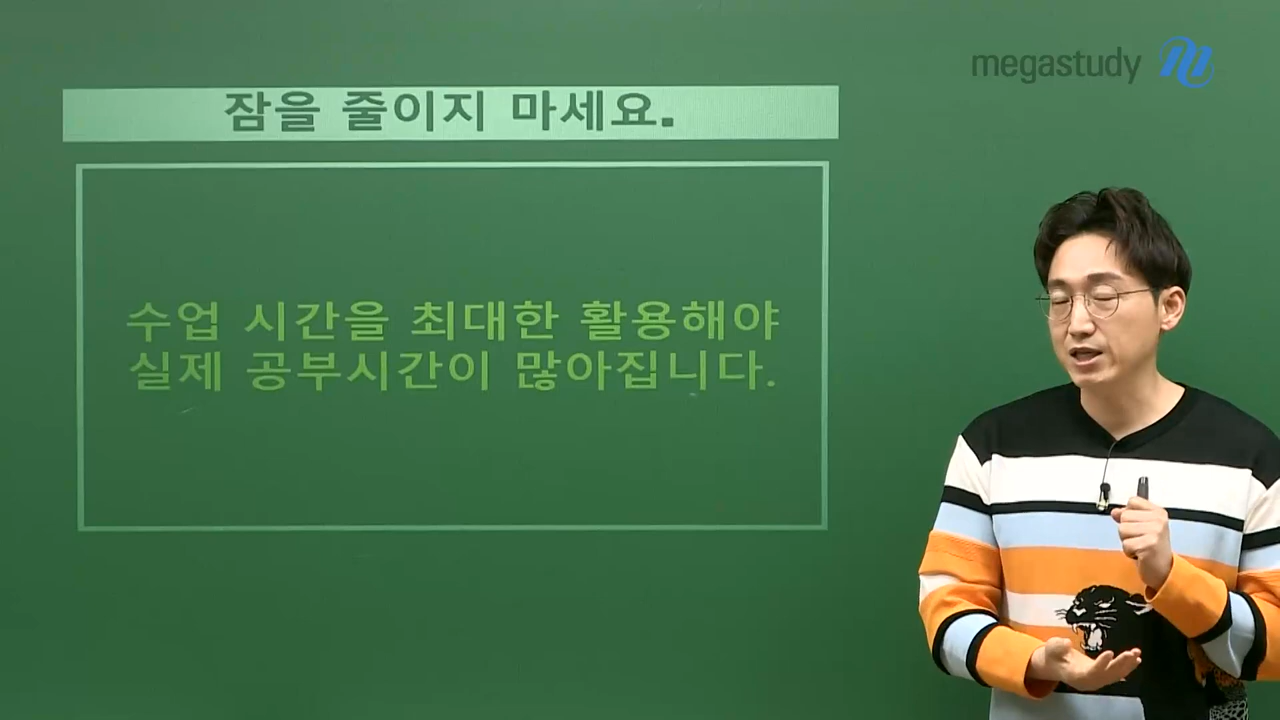 megastudy
잠을 줄이지 마세요.
수업 시간을 최대한 활용해야
실제 공부시간이 많아집니다.